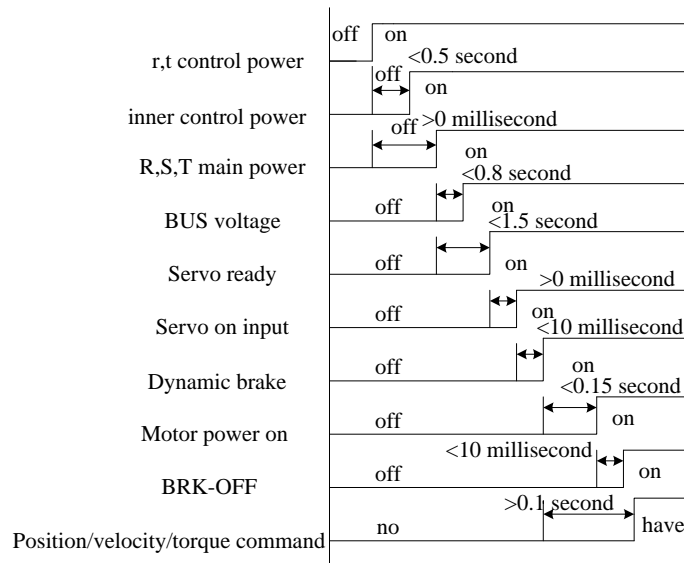 off on
r,t control power
<0.5 second
off
on
inner control power
off >0 millisecond
on
R,S,T main power
<0.8 second
off
on
BUS voltage
<1.5 second
off
on
Servo ready
>0 millisecond
off
on
Servo on input
<10 millisecond
off
on
Dynamic brake
<0.15 second
off
on
Motor power on
<10 millisecond
off
on
BRK-OFF
>0.1 second
no
have
Position/velocity/torque command